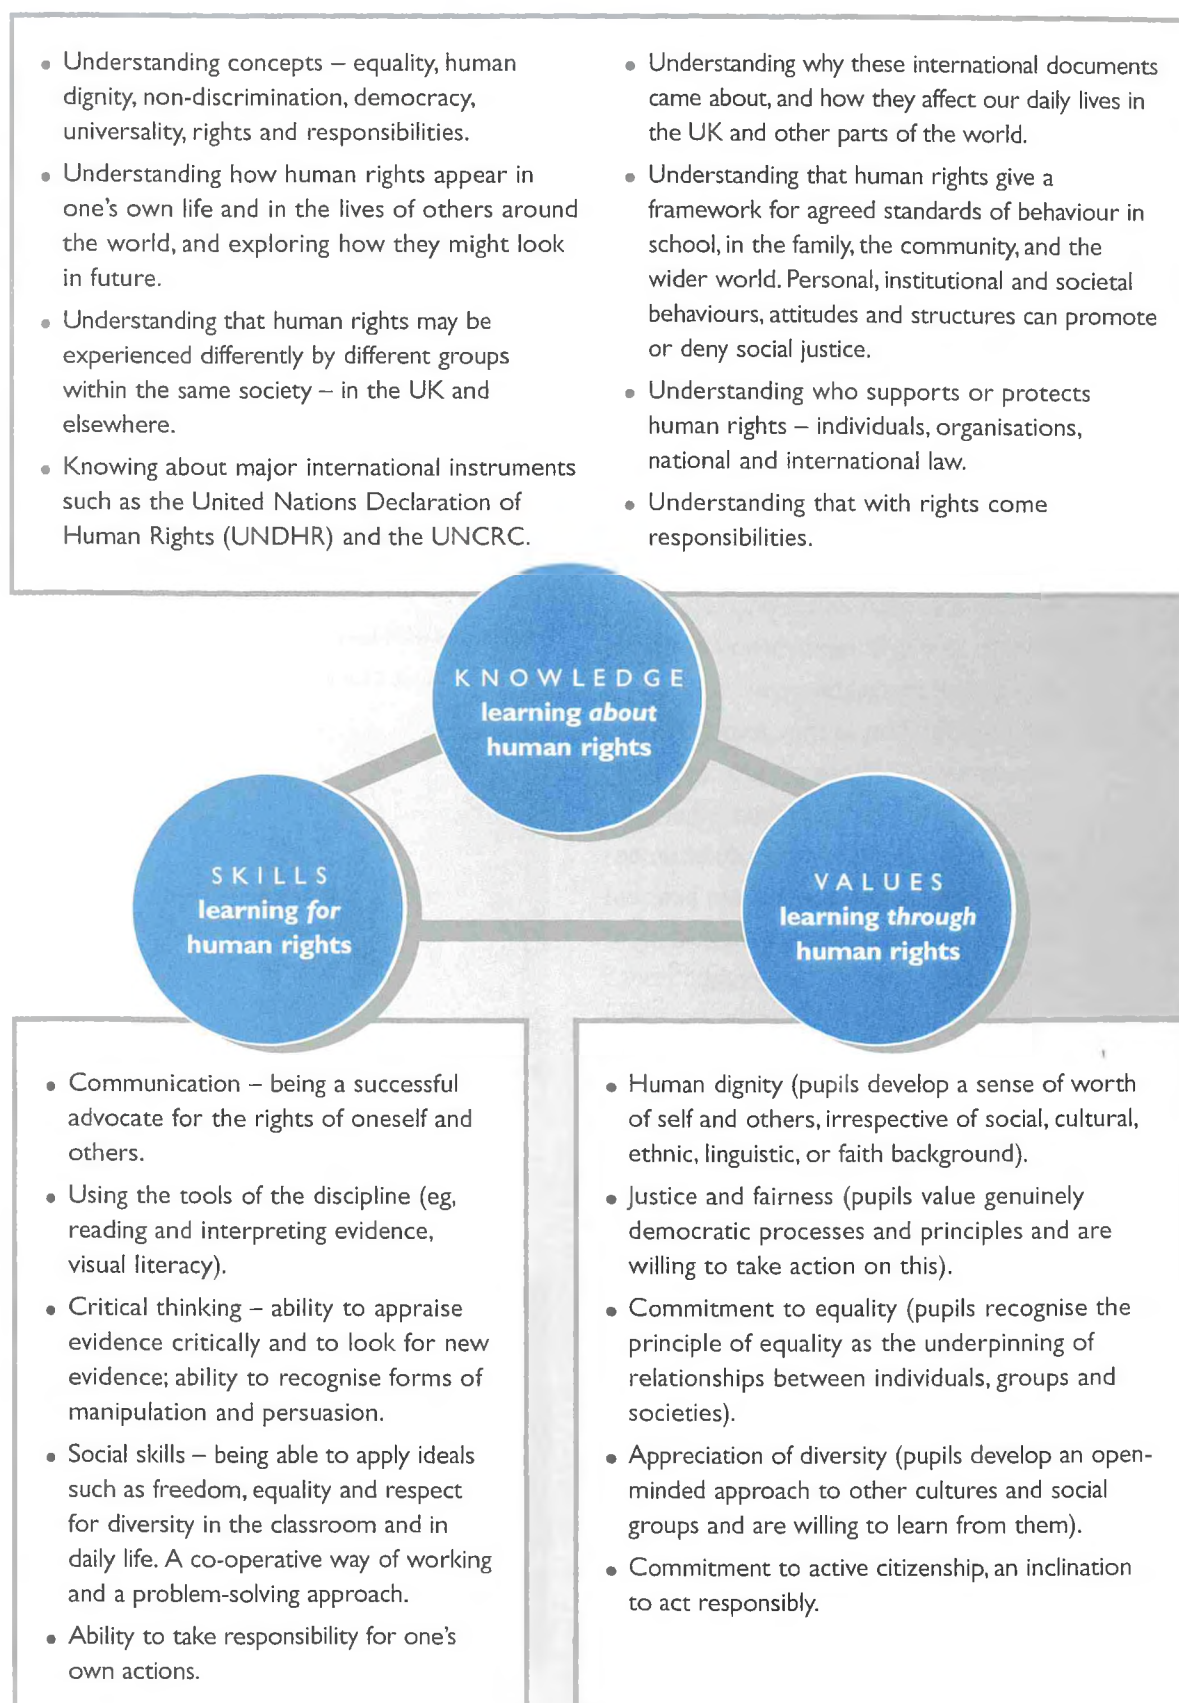 • Understanding concepts – equality, human
dignity, non-discrimination, democracy,
universality, rights and responsibilities.
• Understanding how human rights appear in
one's own life and in the lives of others around
the world, and exploring how they might look
in future.
• Understanding that human rights may be
experienced differently by different groups
within the same society – in the UK and
elsewhere.
• Knowing about major international instruments
such as the United Nations Declaration of
Human Rights (UNDHR) and the UNCRC.
• Understanding why these international documents
came about, and how they affect our daily lives in
the UK and other parts of the world.
• Understanding that human rights give a
framework for agreed standards of behaviour in
school, in the family, the community, and the
wider world. Personal, institutional and societal
behaviours, attitudes and structures can promote
or deny social justice.
• Understanding who supports or protects
human rights – individuals, organisations,
national and international law.
• Understanding that with rights come
responsibilities.
KNOWLEDGE
learning about
human rights
SKILLS
learning for
human rights
VALUES
learning through
human rights
• Communication – being a successful
advocate for the rights of oneself and
others.
• Using the tools of the discipline (eg,
reading and interpreting evidence,
visual literacy).
• Critical thinking – ability to appraise
evidence critically and to look for new
evidence; ability to recognise forms of
manipulation and persuasion.
• Social skills – being able to apply ideals
such as freedom, equality and respect
for diversity in the classroom and in
daily life. A co-operative way of working
and a problem-solving approach.
• Ability to take responsibility for one's
own actions.
• Human dignity (pupils develop a sense of worth
of self and others, irrespective of social, cultural,
ethnic, linguistic, or faith background).
• Justice and fairness (pupils value genuinely
democratic processes and principles and are
willing to take action on this).
• Commitment to equality (pupils recognise the
principle of equality as the underpinning of
relationships between individuals, groups and
societies).
• Appreciation of diversity (pupils develop an open-
minded approach to other cultures and social
groups and are willing to learn from them).
• Commitment to active citizenship, an inclination
to act responsibly.